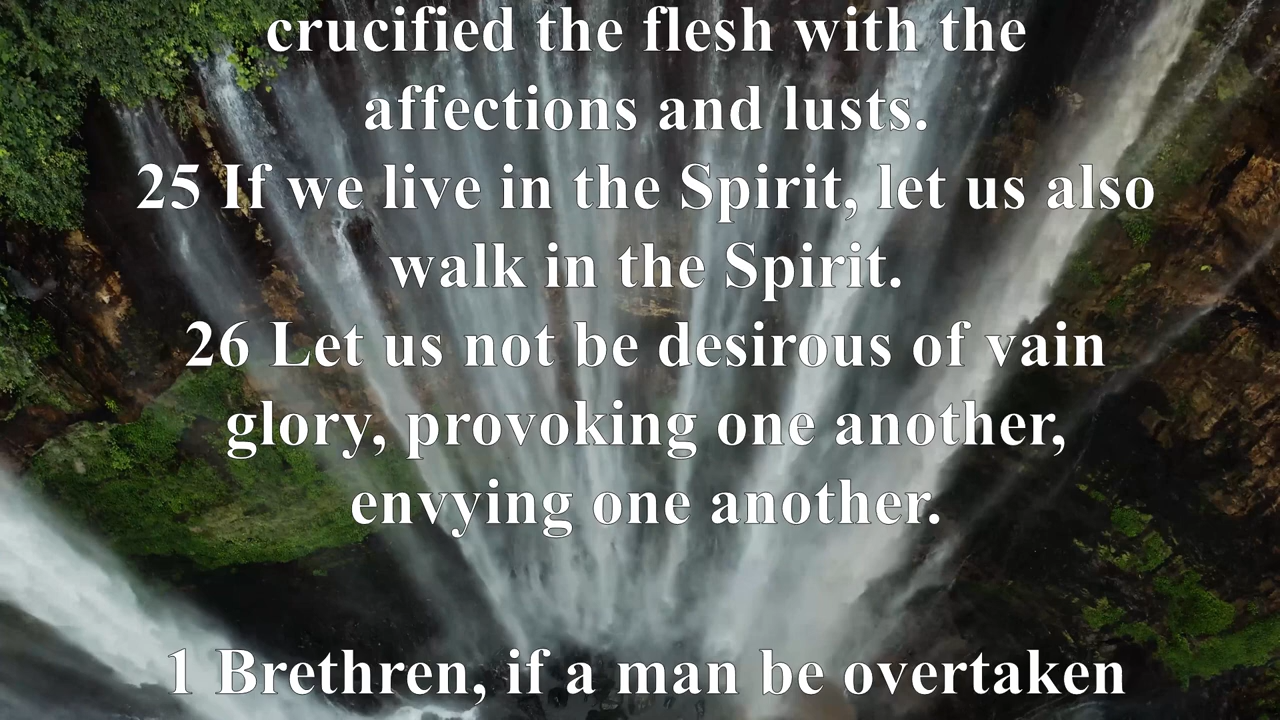 crucified the flesh with the
affections and lusts.
25 If we live in the Spirit, let us also
walk in the Spirit.
26 Let us not be desirous of vain
glory, provoking one another,
envying one another.
1 Brethren, if a man be overtaken